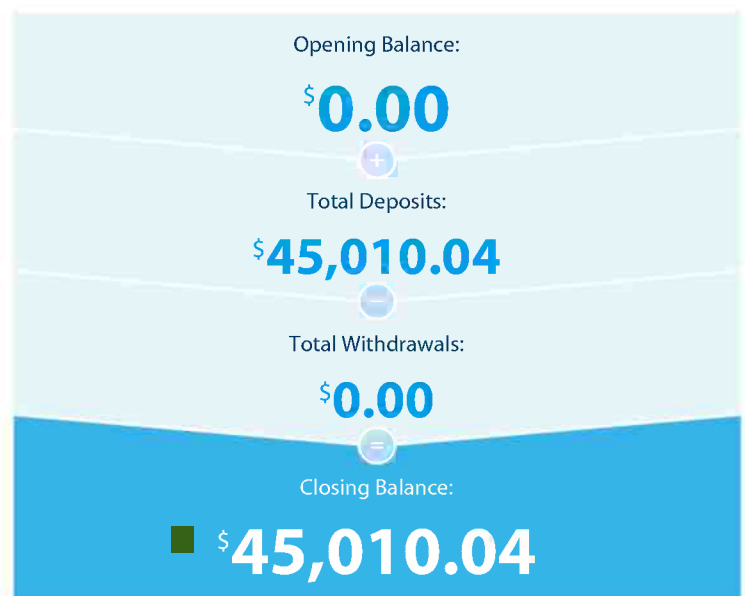 Opening Balance:
$0.00
+
Total Deposits:
$45,010.04
−
Total Withdrawals:
$0.00
=
Closing Balance:
$45,010.04